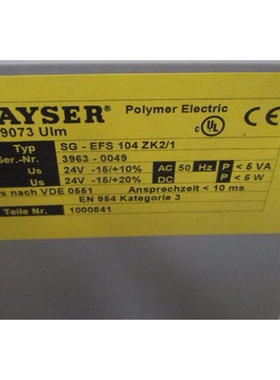 AYSER® Polymer Electric
9073 Ulm
c UL ® CE
Typ SG - EFS 104 ZK2/1
Ser.-Nr. 3963 - 0049
Us 24V -15/+10% AC 50 Hz P < 5 VA
Us 24V -15/+20% DC P < 5 W
s nach VDE 0551 Ansprechzeit < 10 ms
EN 954 Kategorie 3
Teile Nr. 1000841